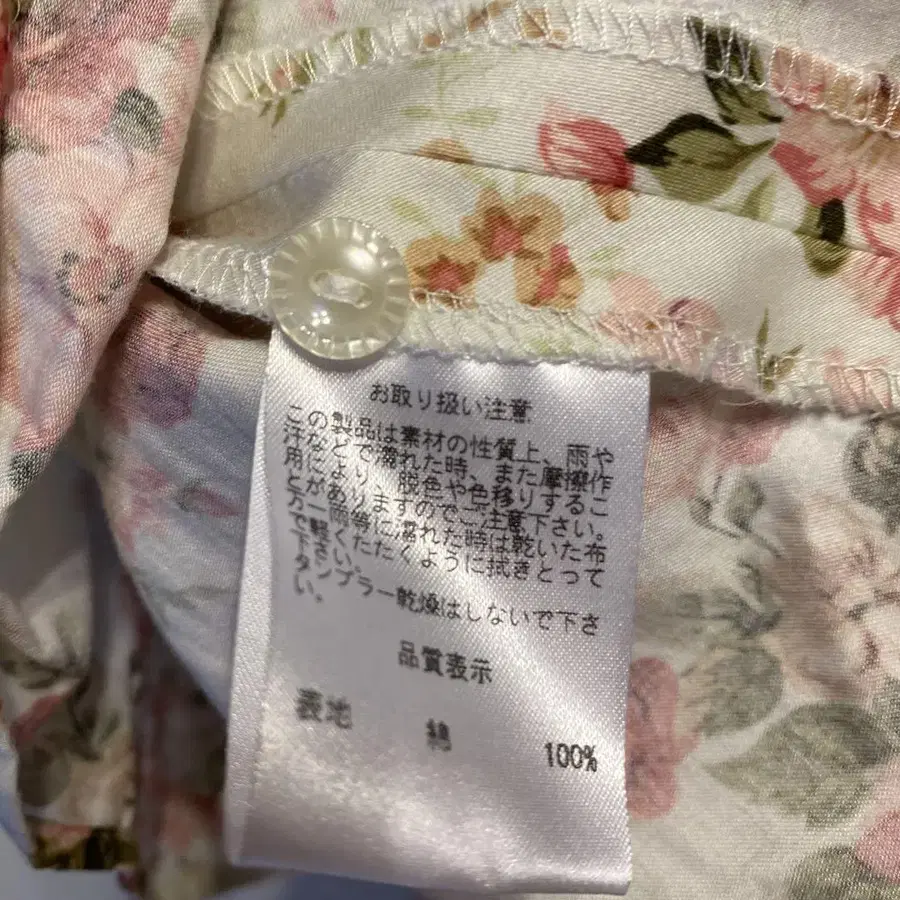 お取り扱い注意
この製品は素材の性質上、雨や
汗などで濡れた時、また摩擦作
用により、脱色や色移りするこ
とがありますのでご注意下さい。
万一雨等に濡れた時は乾いた布
で軽くたたくように拭きとって
下さい。
タンブラー乾燥はしないで下さ
い。
品質表示
表地 綿 100%